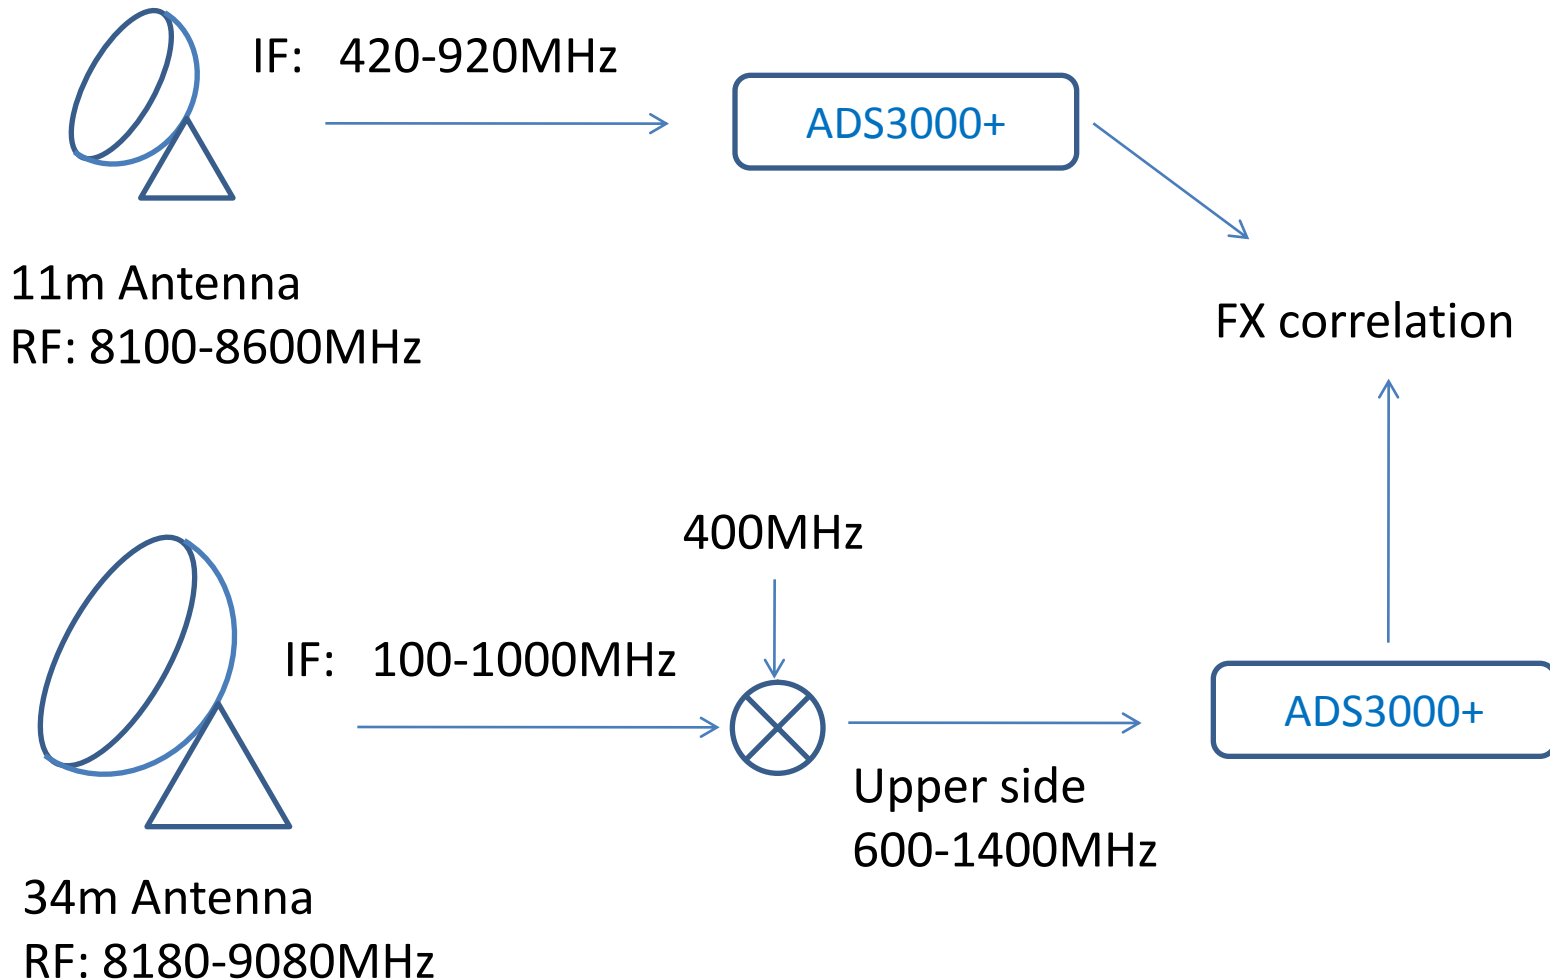 IF: 420-920MHz
ADS3000+
11m Antenna
RF: 8100-8600MHz
FX correlation
400MHz
IF: 100-1000MHz
ADS3000+
Upper side
600-1400MHz
34m Antenna
RF: 8180-9080MHz